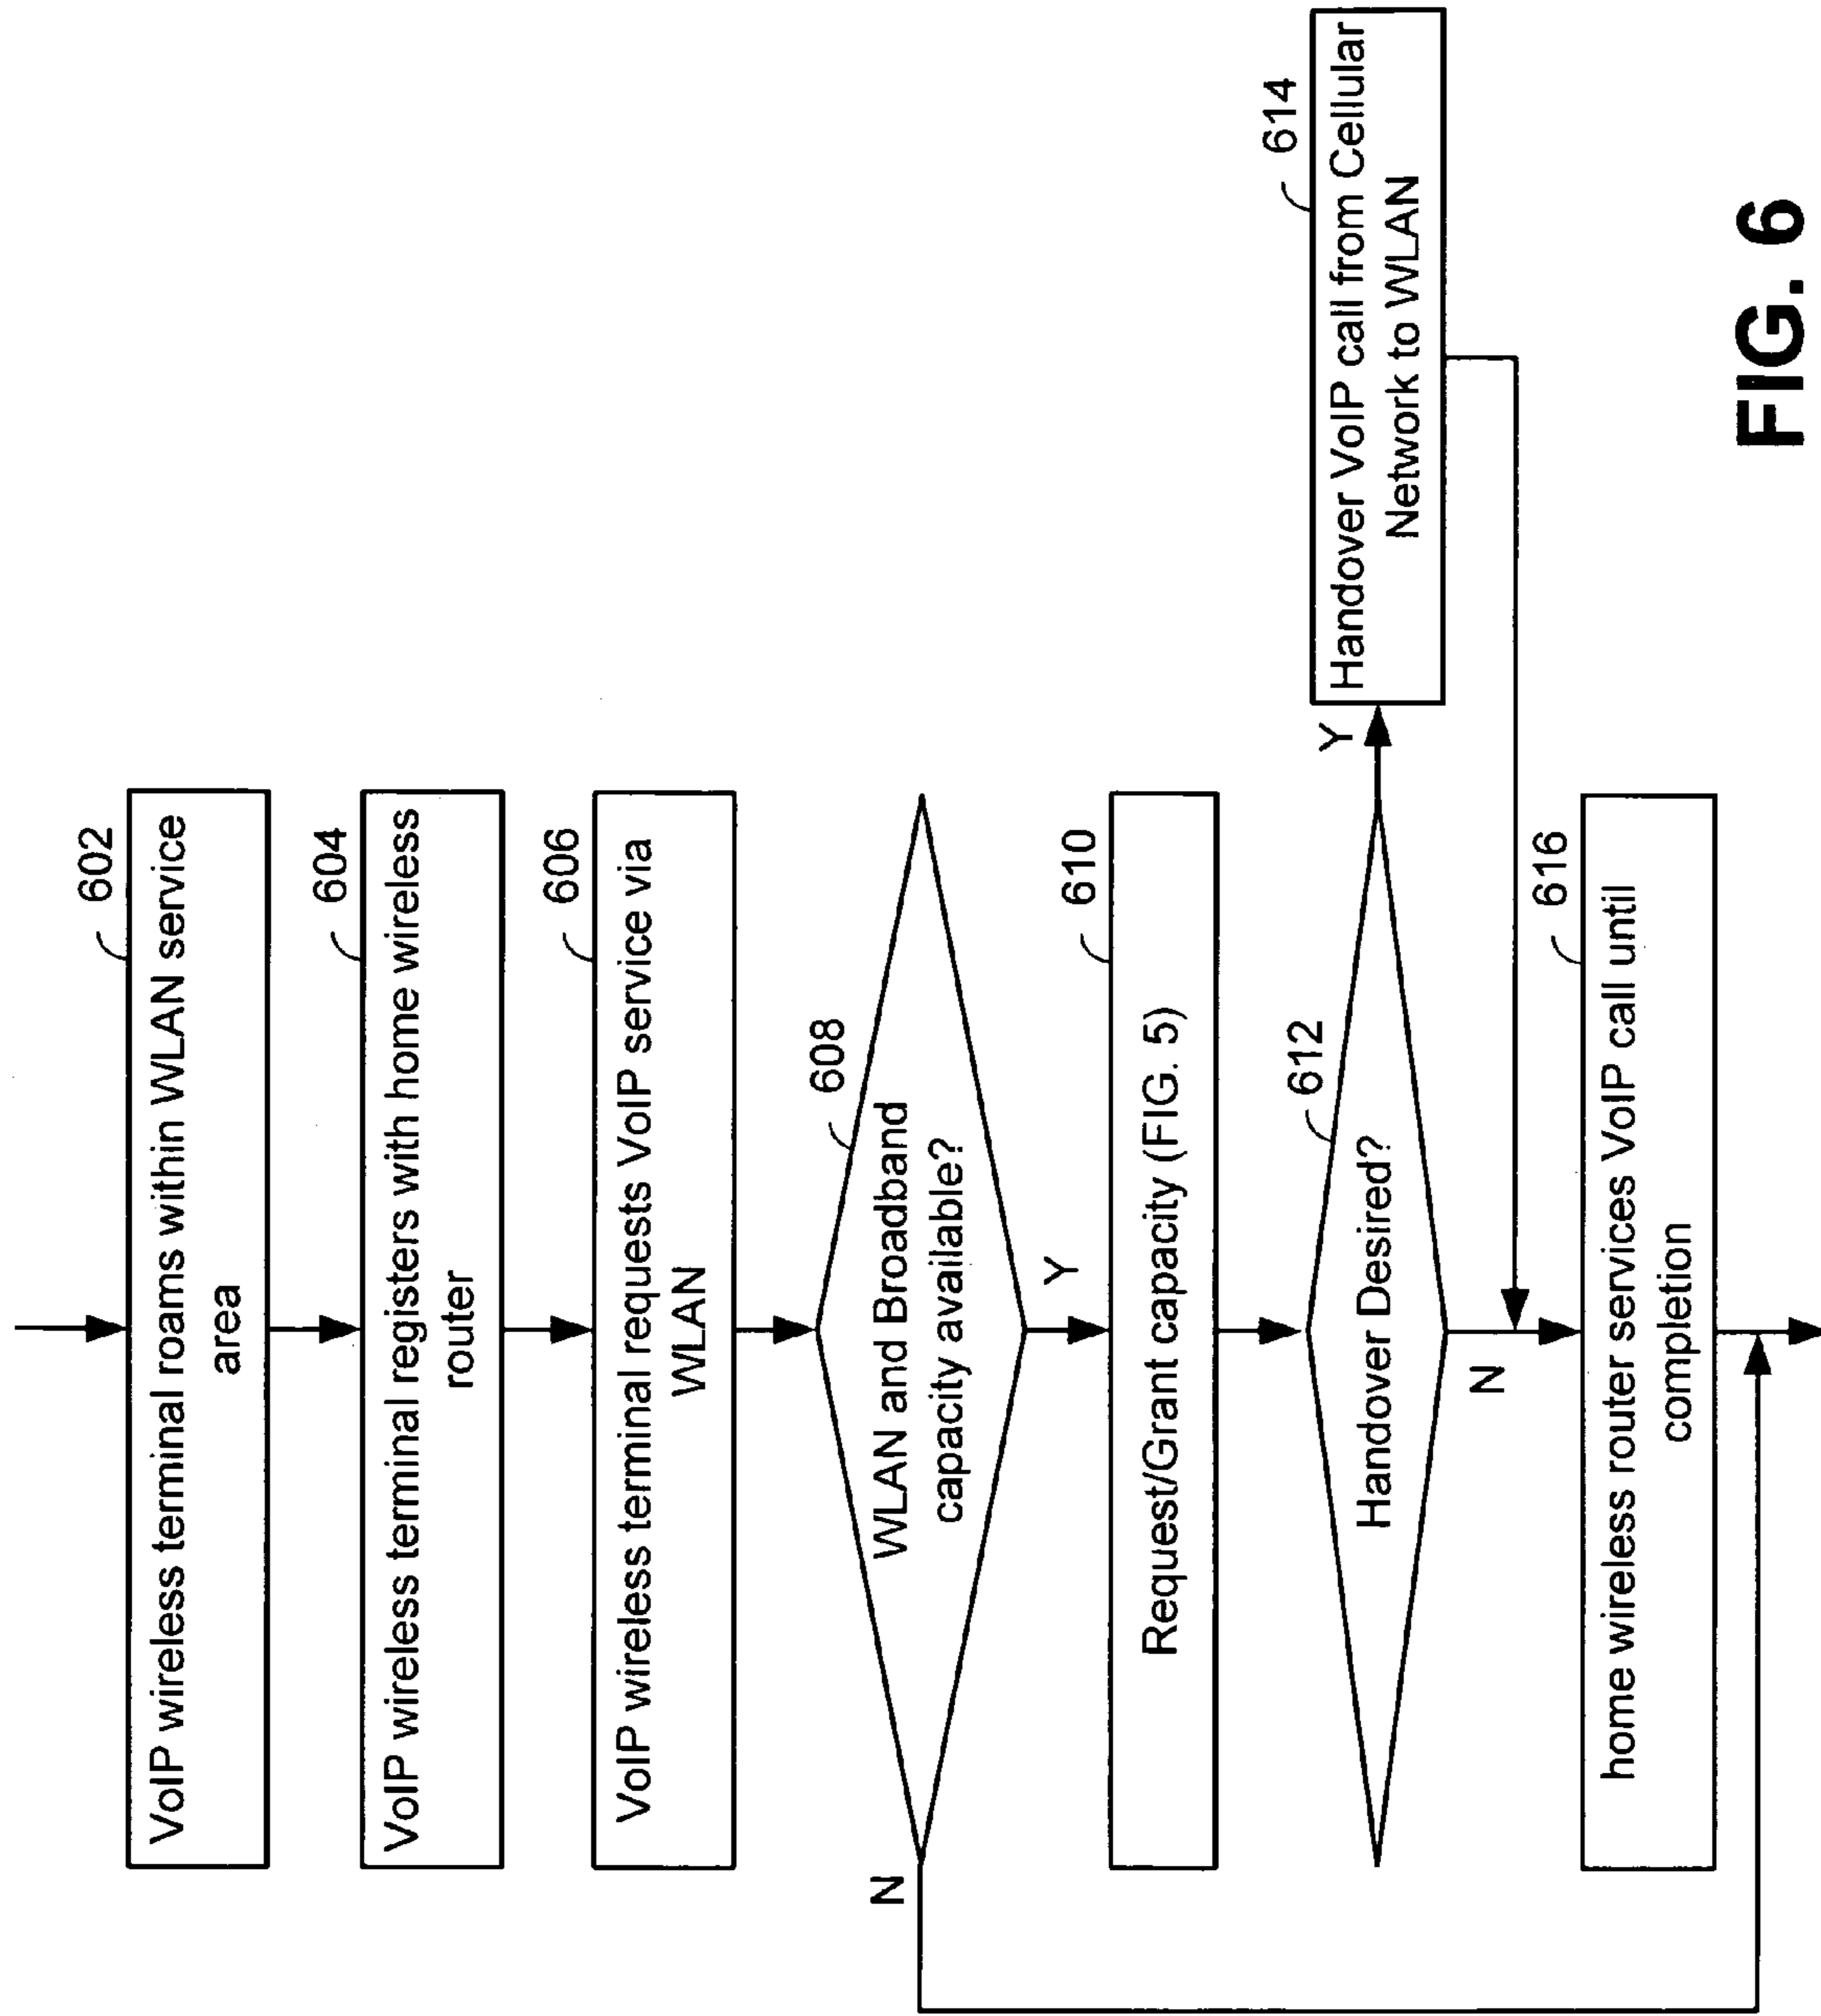 602
VoIP wireless terminal roams within WLAN service
area
604
VoIP wireless terminal registers with home wireless
router
606
VoIP wireless terminal requests VoIP service via
WLAN
608
WLAN and Broadband
capacity available?
N
Y
610
Request/Grant capacity (FIG. 5)
612
Handover Desired?
Y
N
614
Handover VoIP call from Cellular
Network to WLAN
616
home wireless router services VoIP call until
completion
FIG. 6